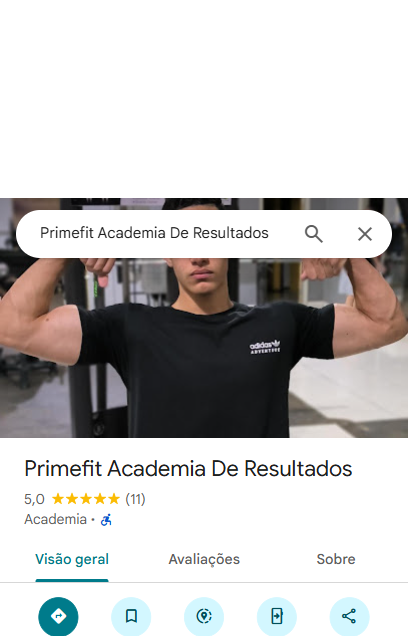 Primefit Academia De Resultados
adidas
ADVENTURE
Primefit Academia De Resultados
5,0 ★★★★★ (11)
Academia ·
Visão geral Avaliações Sobre